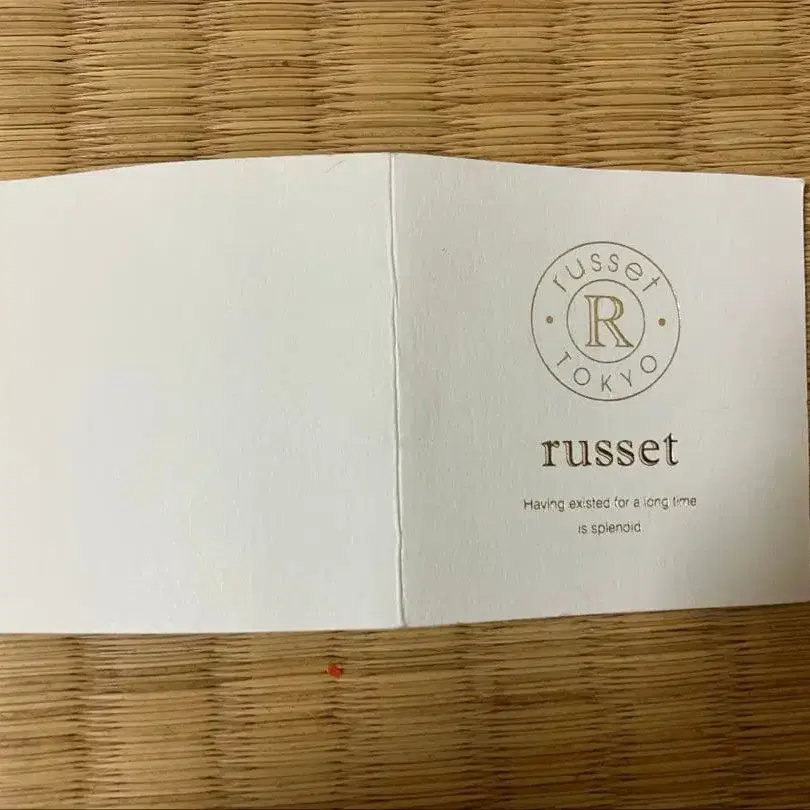 russet
R
TOKYO
russet
Having existed for a long time
is splendid